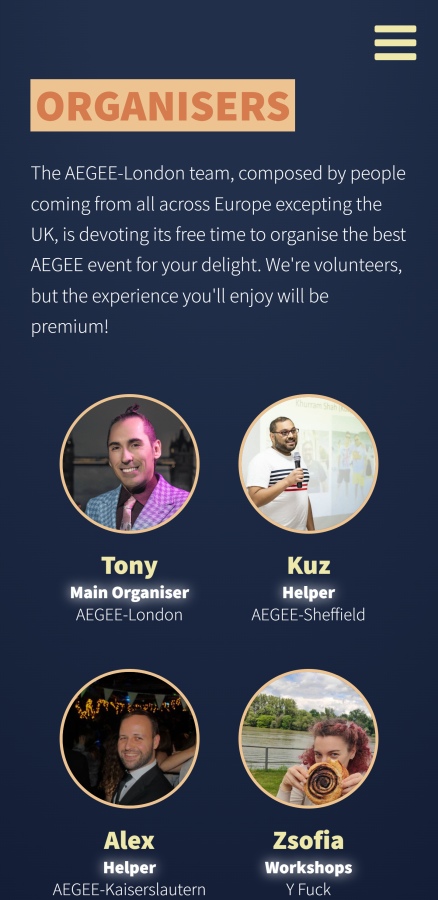 ORGANISERS
The AEGEE-London team, composed by people
coming from all across Europe excepting the
UK, is devoting its free time to organise the best
AEGEE event for your delight. We're volunteers,
but the experience you'll enjoy will be
premium!
Tony
Main Organiser
AEGEE-London
Kuz
Helper
AEGEE-Sheffield
Alex
Helper
AEGEE-Kaiserslautern
Zsofia
Workshops
Y Fuck